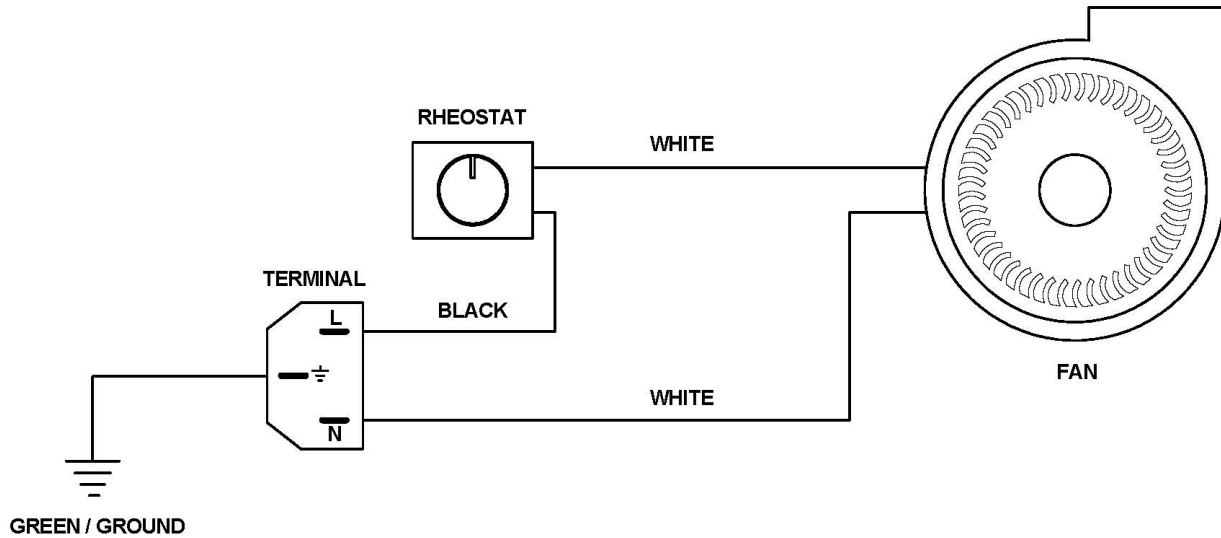 RHEOSTAT
WHITE
TERMINAL
L
BLACK
N
WHITE
FAN
GREEN / GROUND